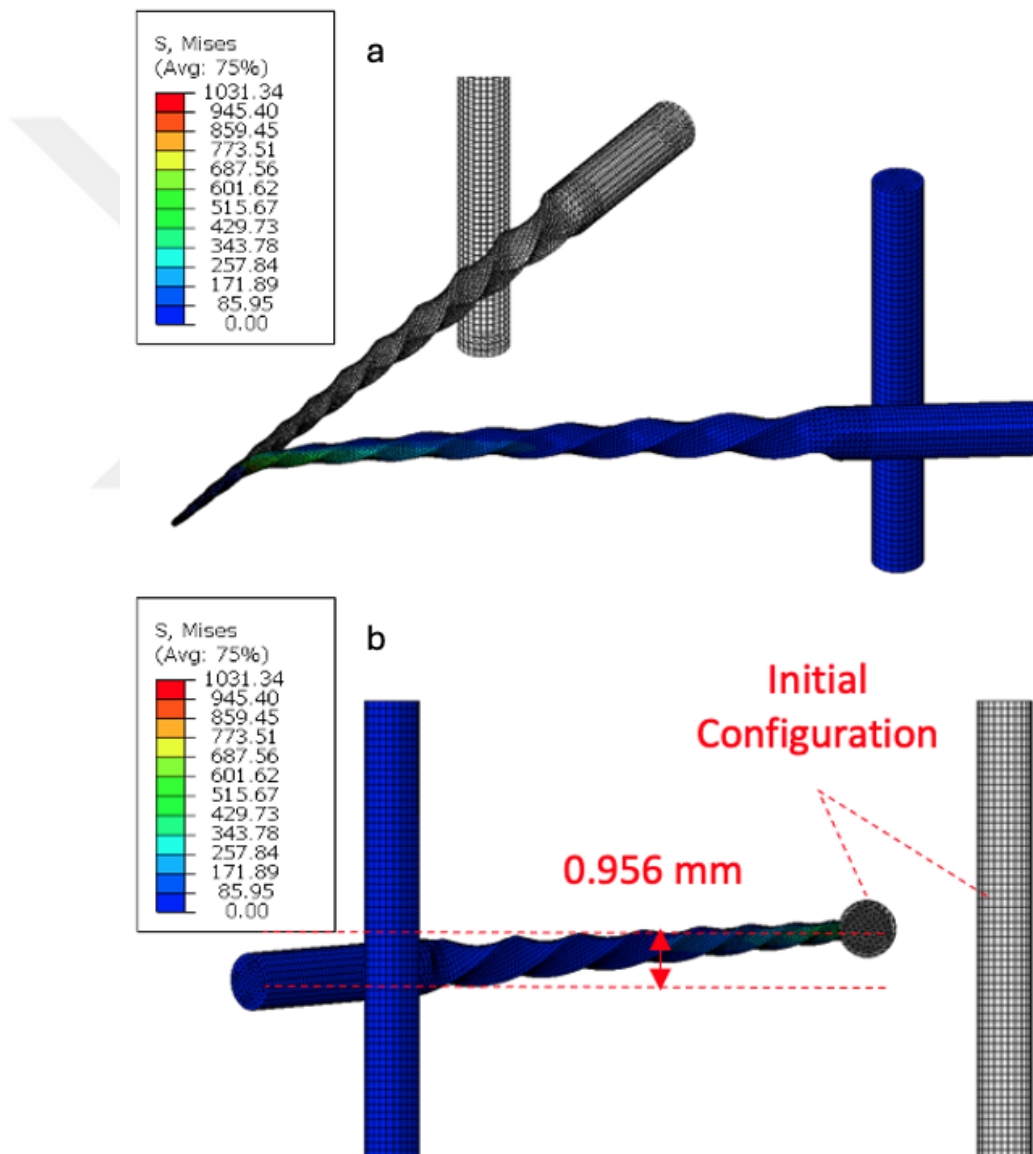 S, Mises
(Avg: 75%)
1031.34
945.40
859.45
773.51
687.56
601.62
515.67
429.73
343.78
257.84
171.89
85.95
0.00
a
S, Mises
(Avg: 75%)
1031.34
945.40
859.45
773.51
687.56
601.62
515.67
429.73
343.78
257.84
171.89
85.95
0.00
b
Initial
Configuration
0.956 mm